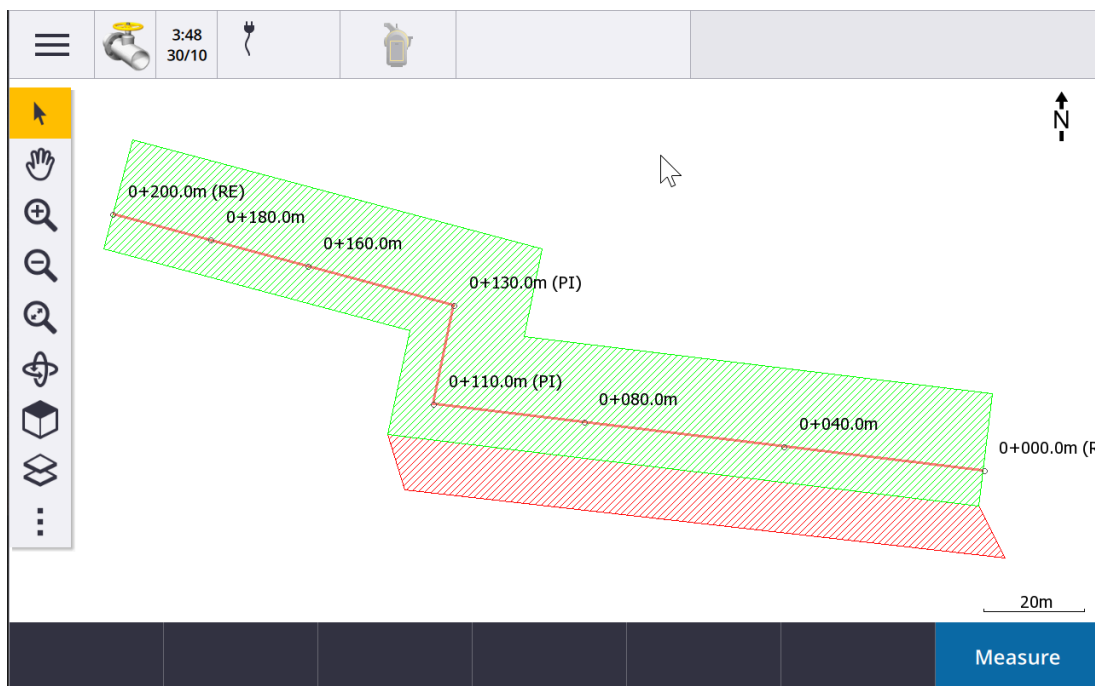 3:48
30/10
N
0+200.0m (RE)
0+180.0m
0+160.0m
0+130.0m (PI)
0+110.0m (PI)
0+080.0m
0+040.0m
0+000.0m (R
20m
Measure